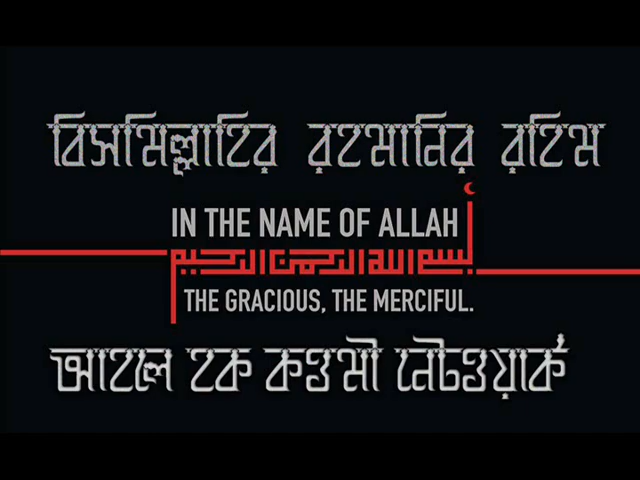 বিসমিল্লাহির রহমানির রহিম
IN THE NAME OF ALLAH
بسم الله الرحمن الرحيم
THE GRACIOUS, THE MERCIFUL.
আহলে হক কওমী নেটওয়ার্ক